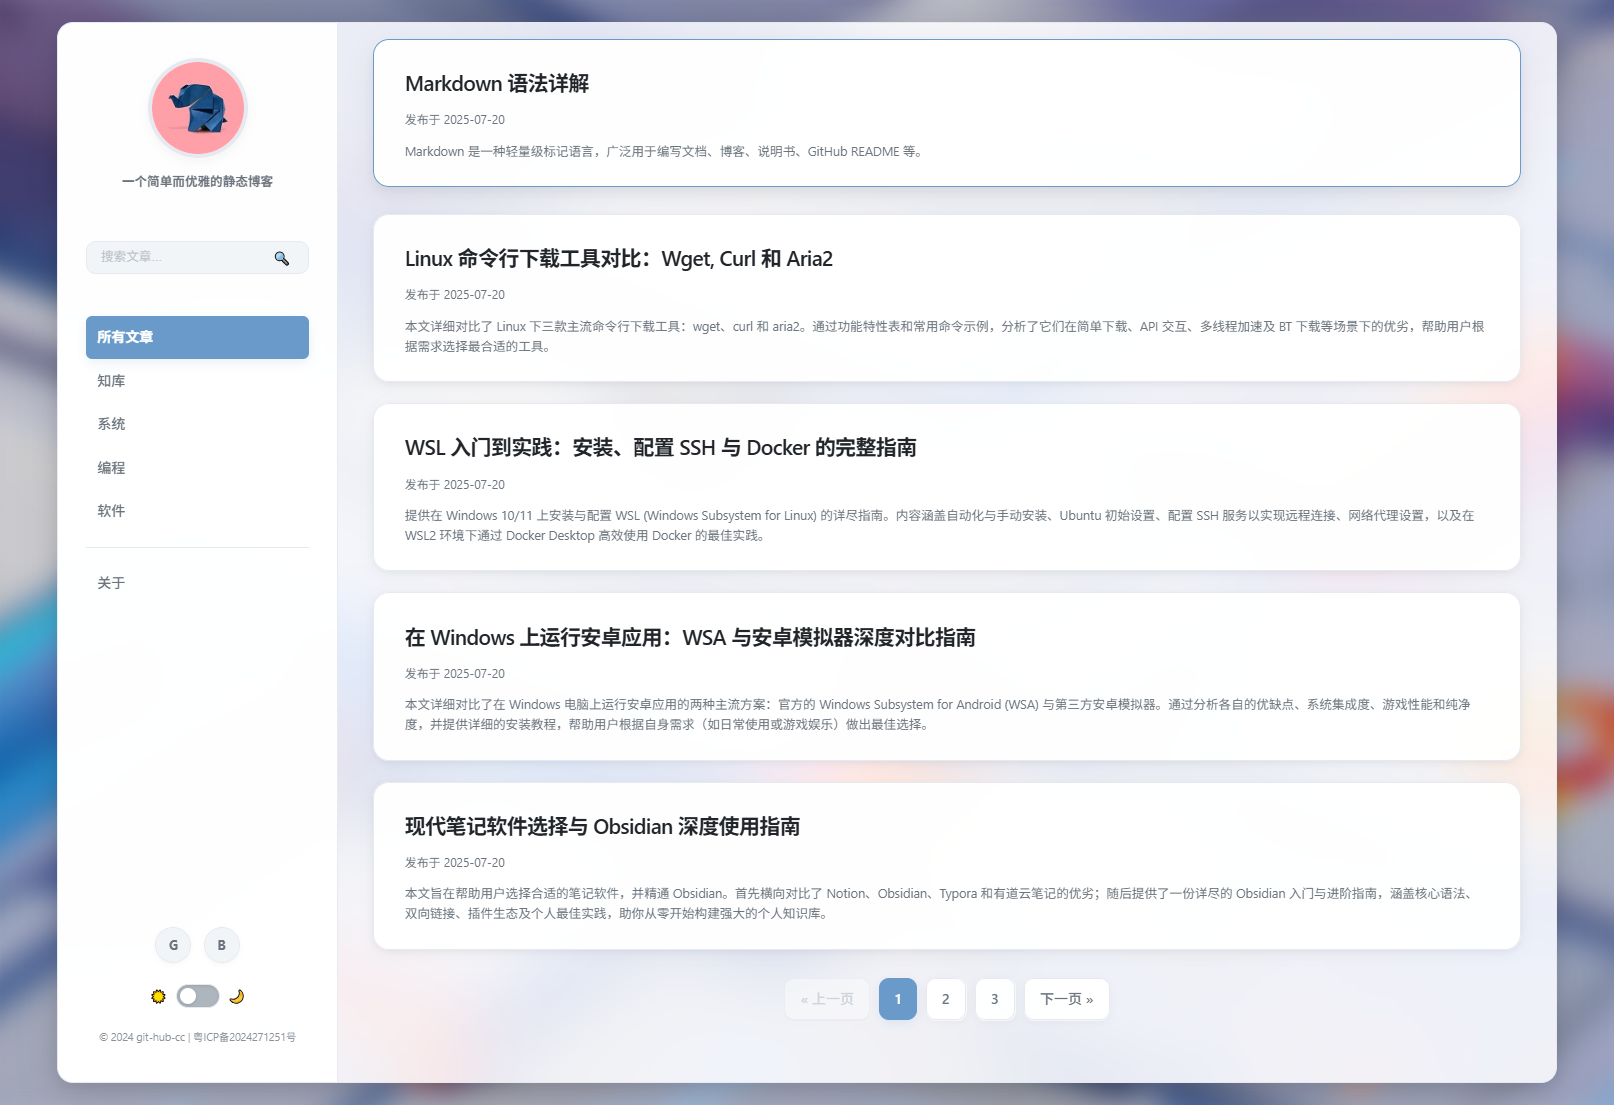 一个简单而优雅的静态博客
搜索文章...
所有文章
知库
系统
编程
软件
关于
G
B
© 2024 git-hub-cc | 粤ICP备2024271251号
Markdown 语法详解
发布于 2025-07-20
Markdown 是一种轻量级标记语言，广泛用于编写文档、博客、说明书、GitHub README 等。
Linux 命令行下载工具对比：Wget, Curl 和 Aria2
发布于 2025-07-20
本文详细对比了 Linux 下三款主流命令行下载工具：wget、curl 和 aria2。通过功能特性表和常用命令示例，分析了它们在简单下载、API 交互、多线程加速及 BT 下载等场景下的优劣，帮助用户根
据需求选择最合适的工具。
WSL 入门到实践：安装、配置 SSH 与 Docker 的完整指南
发布于 2025-07-20
提供在 Windows 10/11 上安装与配置 WSL (Windows Subsystem for Linux) 的详尽指南。内容涵盖自动化与手动安装、Ubuntu 初始设置、配置 SSH 服务以实现远程连接、网络代理设置，以及在
WSL2 环境下通过 Docker Desktop 高效使用 Docker 的最佳实践。
在 Windows 上运行安卓应用：WSA 与安卓模拟器深度对比指南
发布于 2025-07-20
本文详细对比了在 Windows 电脑上运行安卓应用的两种主流方案：官方的 Windows Subsystem for Android (WSA) 与第三方安卓模拟器。通过分析各自的优缺点、系统集成度、游戏性能和纯净
度，并提供详细的安装教程，帮助用户根据自身需求（如日常使用或游戏娱乐）做出最佳选择。
现代笔记软件选择与 Obsidian 深度使用指南
发布于 2025-07-20
本文旨在帮助用户选择合适的笔记软件，并精通 Obsidian。首先横向对比了 Notion、Obsidian、Typora 和有道云笔记的优劣；随后提供了一份详尽的 Obsidian 入门与进阶指南，涵盖核心语法、
双向链接、插件生态及个人最佳实践，助你从零开始构建强大的个人知识库。
« 上一页 1 2 3 下一页 »